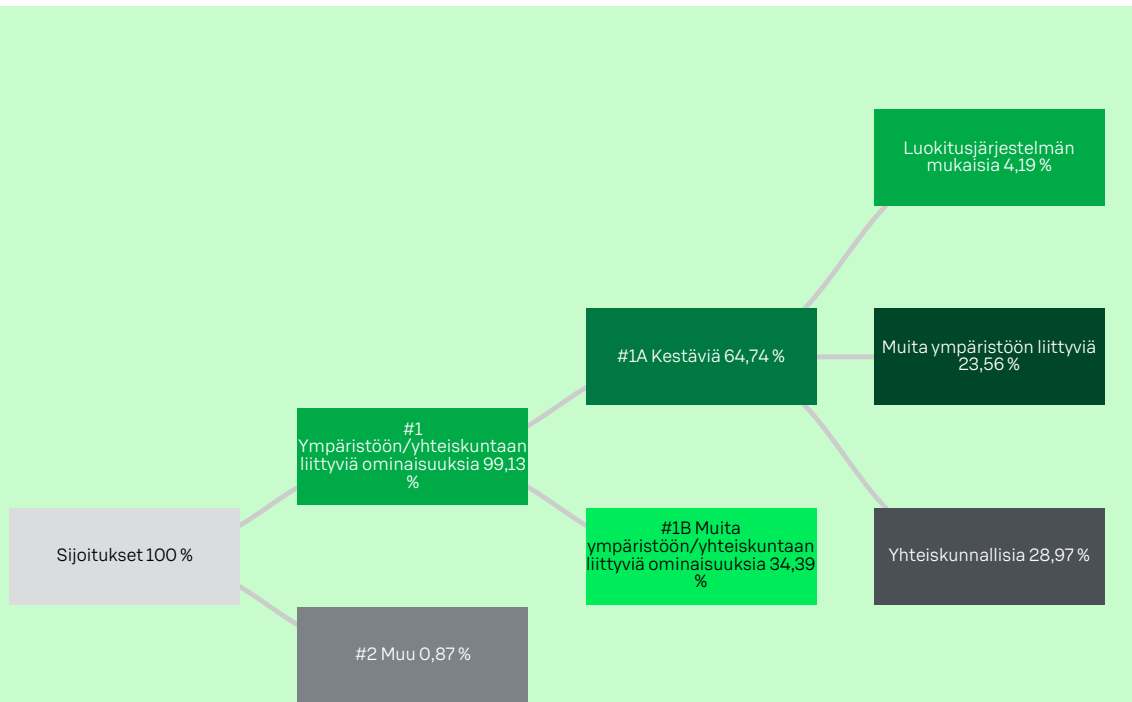 Luokitusjärjestelmän
mukaisia 4,19 %
#1A Kestäviä 64,74 %
Muita ympäristöön liittyviä
23,56 %
#1
Ympäristöön/yhteiskuntaan
liittyviä ominaisuuksia 99,13
%
Sijoitukset 100 %
#1B Muita
ympäristöön/yhteiskuntaan
liittyviä ominaisuuksia 34,39
%
Yhteiskunnallisia 28,97 %
#2 Muu 0,87 %